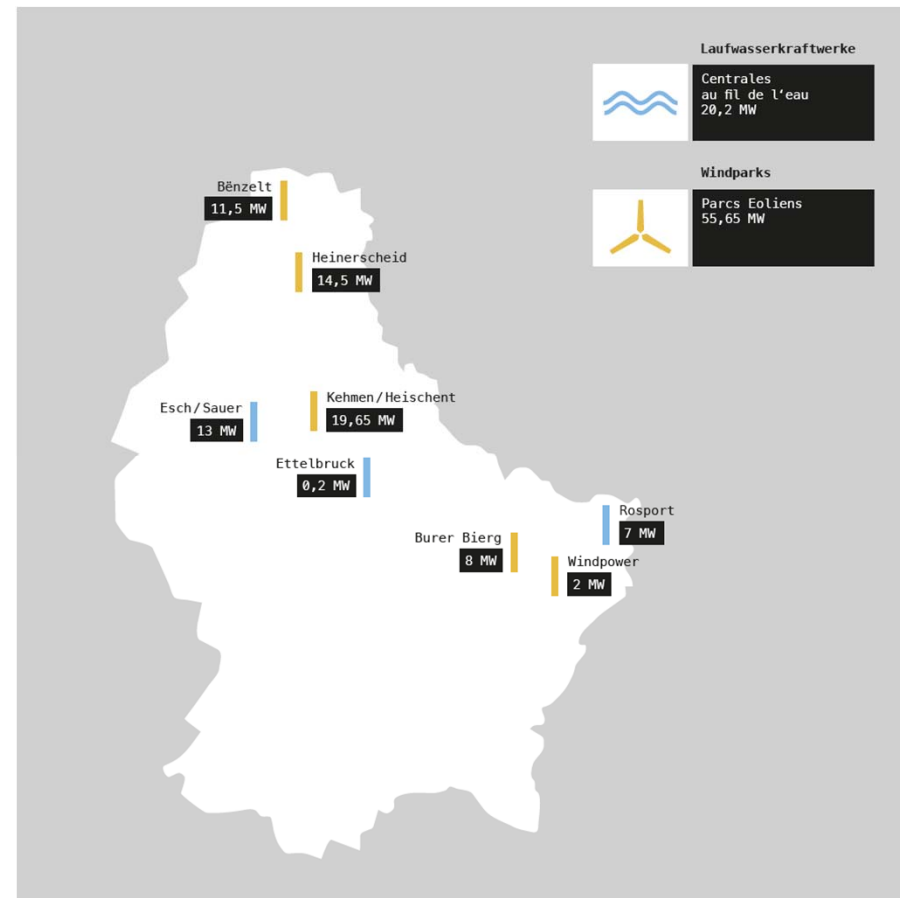 Laufwasserkraftwerke
Centrales
au fil de l‘eau
20,2 MW
Windparks
Parcs Eoliens
55,65 MW
Bënzelt
11,5 MW
Heinerscheid
14,5 MW
Kehmen/Heischent
19,65 MW
Esch/Sauer
13 MW
Ettelbruck
0,2 MW
Rosport
7 MW
Burer Bierg
8 MW
Windpower
2 MW